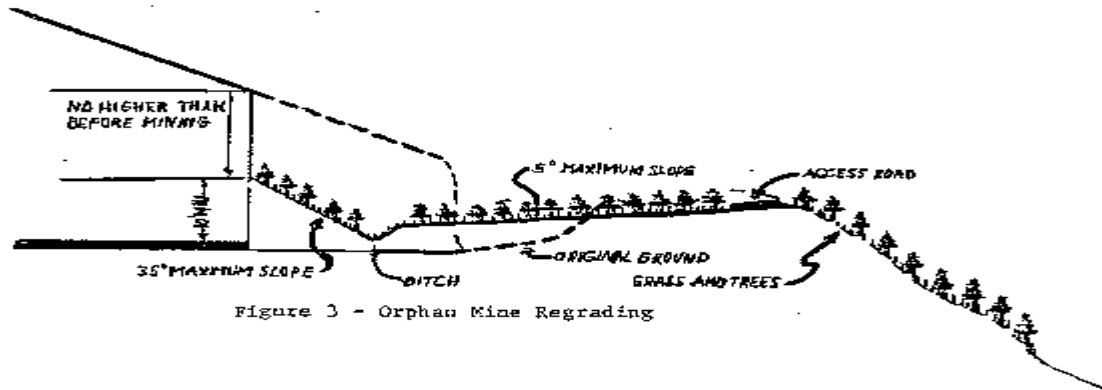 NO HIGHER THAN
BEFORE MINING
5° MAXIMUM SLOPE
ACCESS ROAD
35° MAXIMUM SLOPE
DITCH
ORIGINAL GROUND
GRASS AND TREES
Figure 3 - Orphan Mine Regrading